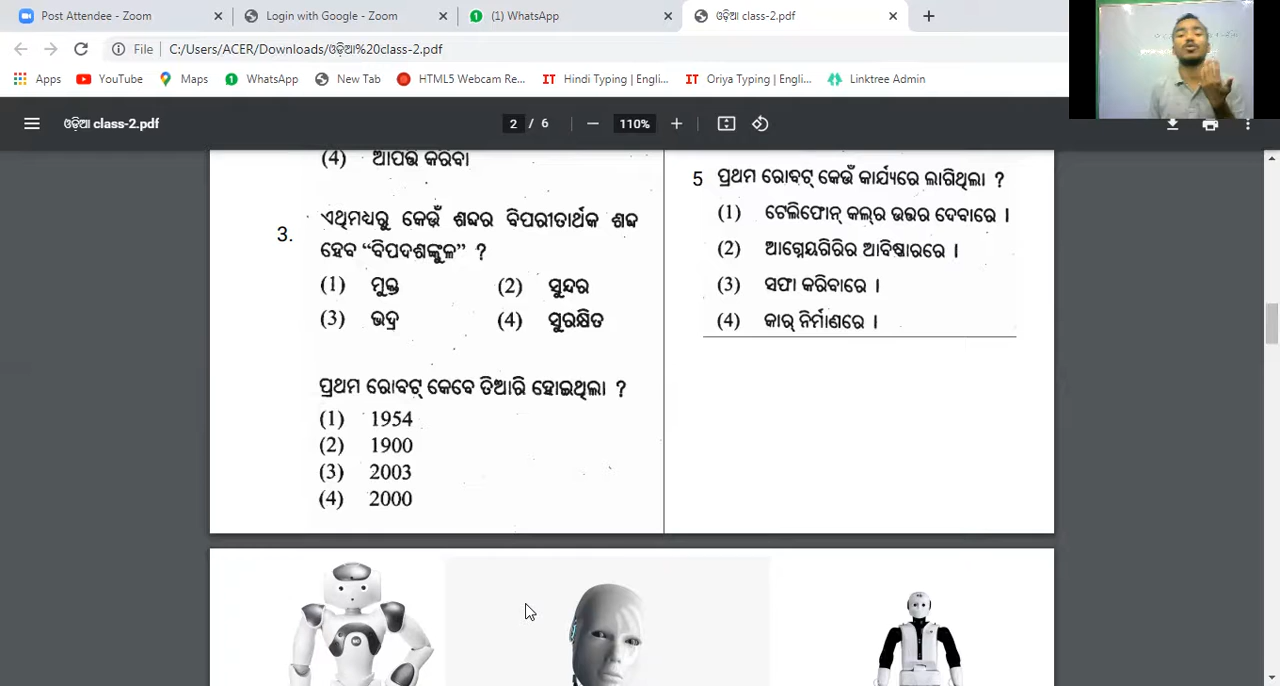 Post Attendee - Zoom
Login with Google - Zoom
(1) WhatsApp
ଓଡ଼ିଆ class-2.pdf
File
C:/Users/ACER/Downloads/ଓଡ଼ିଆ%20class-2.pdf
Apps
YouTube
Maps
WhatsApp
New Tab
HTML5 Webcam Re...
IT Hindi Typing | Engli...
IT Oriya Typing | Engli...
Linktree Admin
ଓଡ଼ିଆ class-2.pdf
2 / 6
110%
(4) ଆପତ୍ତି କରିବା
3. ଏଥିମଧ୍ୟରୁ କେଉଁ ଶବ୍ଦର ବିପରୀତାର୍ଥକ ଶବ୍ଦ
ହେବ “ବିପଦଶଙ୍କୁଳ” ?
(1) ମୁକ୍ତ (2) ସୁନ୍ଦର
(3) ଭଦ୍ର (4) ସୁରକ୍ଷିତ
ପ୍ରଥମ ରୋବଟ୍ କେବେ ତିଆରି ହୋଇଥିଲା ?
(1) 1954
(2) 1900
(3) 2003
(4) 2000
5 ପ୍ରଥମ ରୋବଟ୍ କେଉଁ କାର୍ଯ୍ୟରେ ଲାଗିଥିଲା ?
(1) ଟେଲିଫୋନ୍ କଲ୍‌ର ଉତ୍ତର ଦେବାରେ ।
(2) ଆଗ୍ନେୟଗିରିର ଆବିଷ୍କାରରେ ।
(3) ସଫା କରିବାରେ ।
(4) କାର୍ ନିର୍ମାଣରେ ।